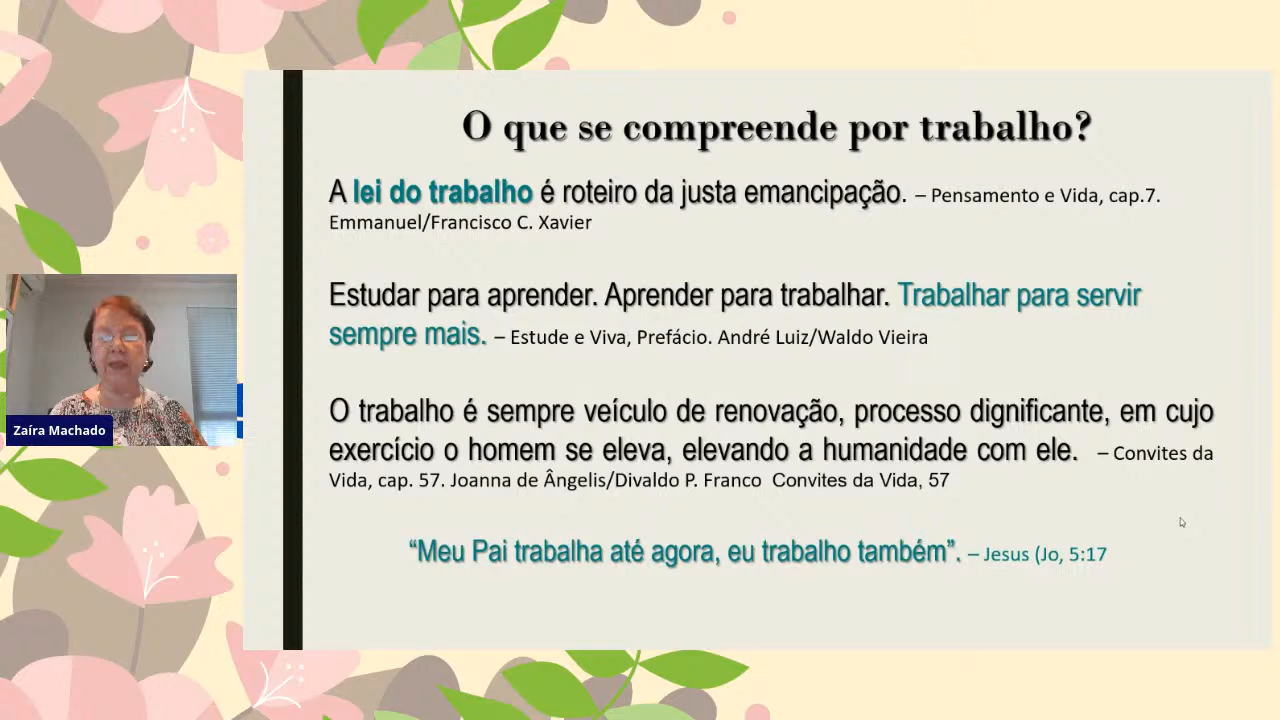 O que se compreende por trabalho?
A lei do trabalho é roteiro da justa emancipação. – Pensamento e Vida, cap.7.
Emmanuel/Francisco C. Xavier
Estudar para aprender. Aprender para trabalhar. Trabalhar para servir
sempre mais. – Estude e Viva, Prefácio. André Luiz/Waldo Vieira
O trabalho é sempre veículo de renovação, processo dignificante, em cujo
exercício o homem se eleva, elevando a humanidade com ele. – Convites da
Vida, cap. 57. Joanna de Ângelis/Divaldo P. Franco Convites da Vida, 57
“Meu Pai trabalha até agora, eu trabalho também”. – Jesus (Jo, 5:17
Zaíra Machado